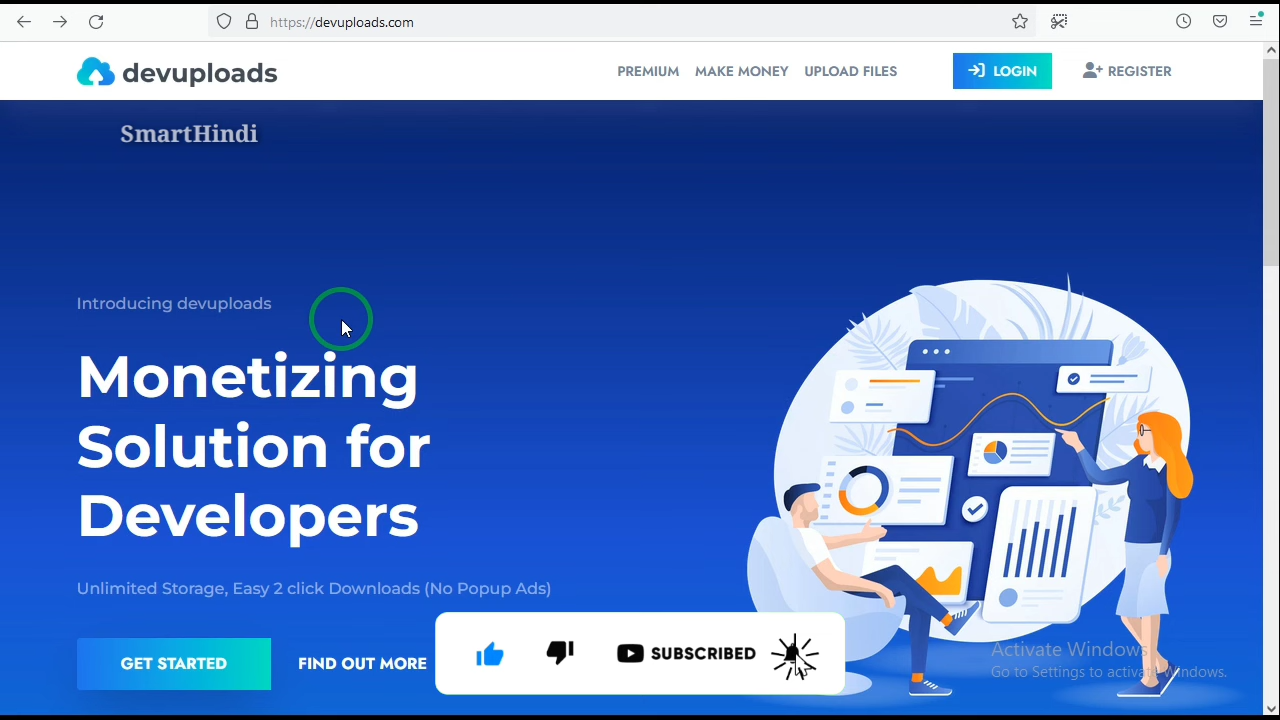 https://devuploads.com
devuploads
PREMIUM MAKE MONEY UPLOAD FILES LOGIN REGISTER
SmartHindi
Introducing devuploads
Monetizing
Solution for
Developers
Unlimited Storage, Easy 2 click Downloads (No Popup Ads)
GET STARTED FIND OUT MORE
SUBSCRIBED
Activate Windows
Go to Settings to activate Windows.